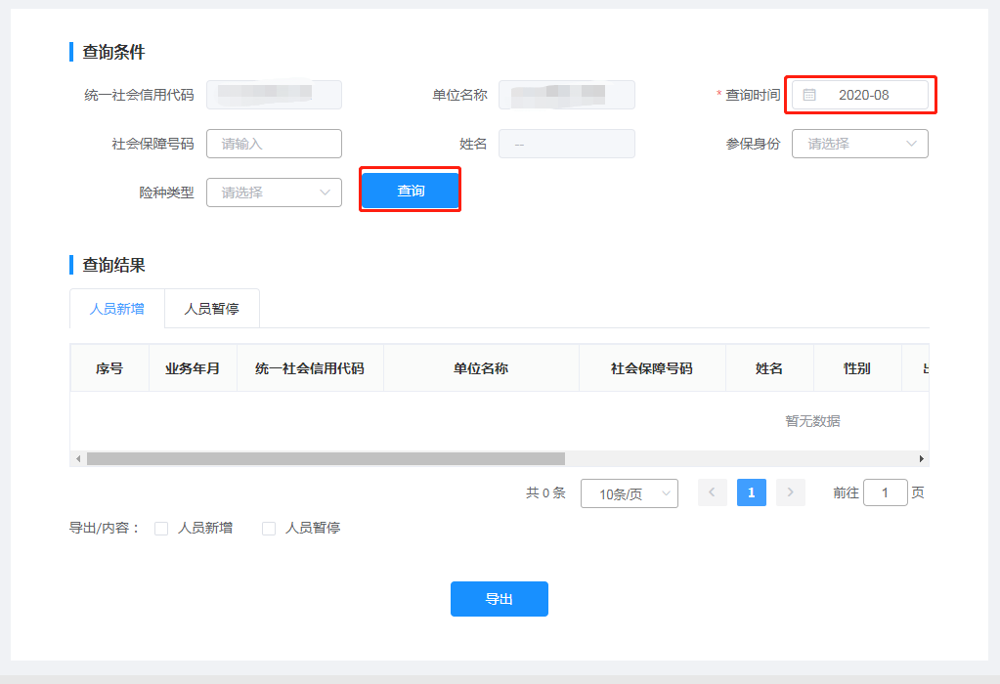 查询条件
统一社会信用代码 单位名称 * 查询时间 2020-08
社会保障号码 请输入 姓名 -- 参保身份 请选择
险种类型 请选择 查询
查询结果
人员新增 人员暂停
序号 业务年月 统一社会信用代码 单位名称 社会保障号码 姓名 性别
暂无数据
共 0 条 10条/页 1 前往 1 页
导出/内容： 人员新增 人员暂停
导出